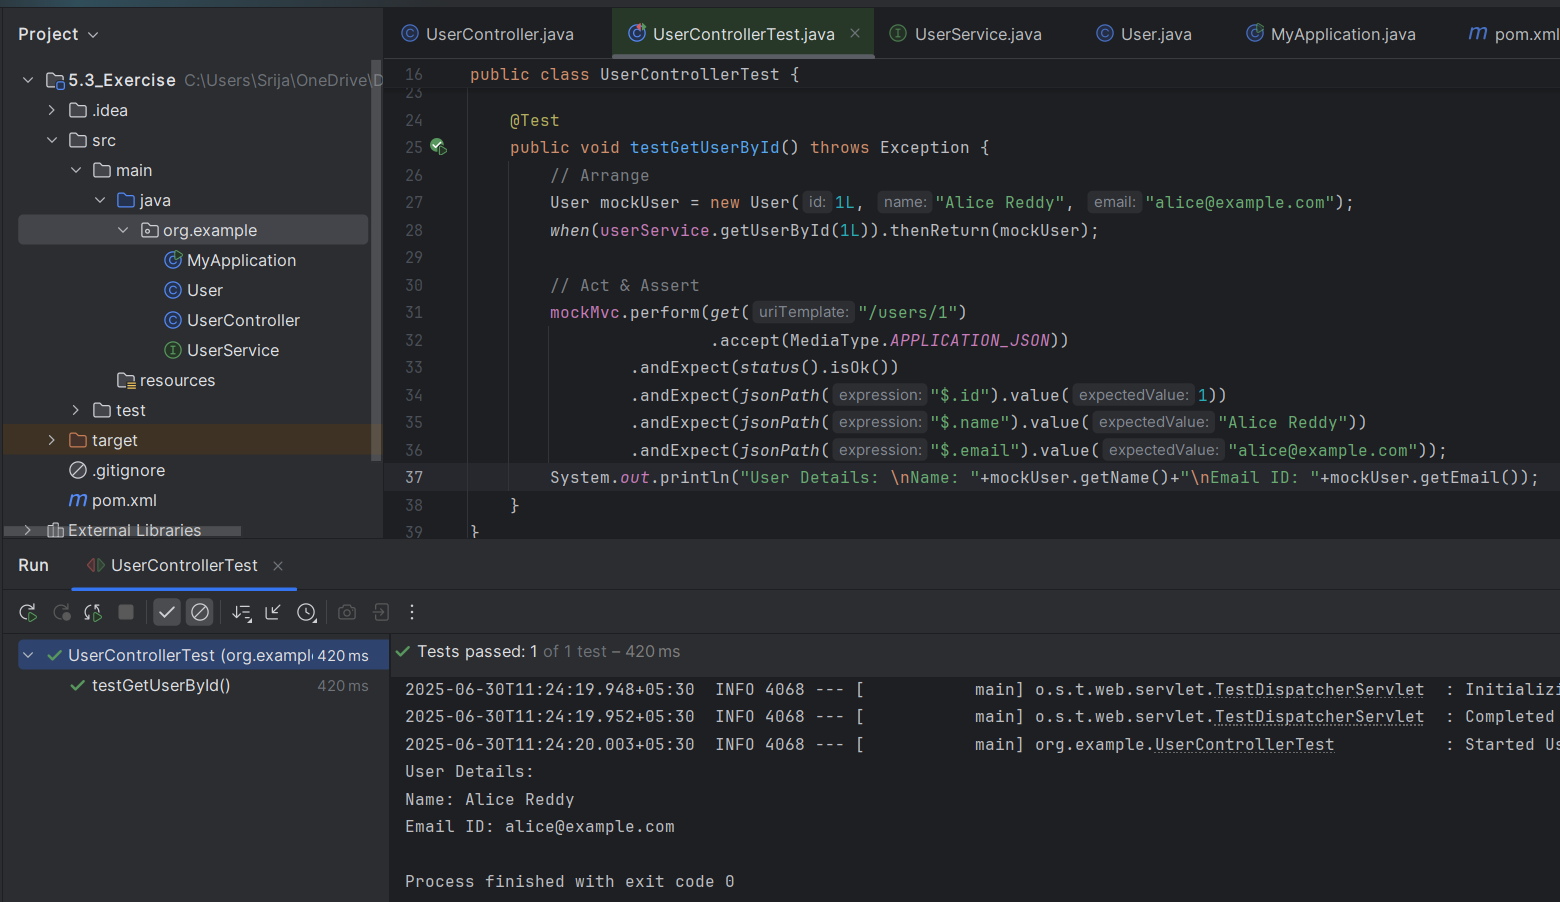 Project
UserController.java
UserControllerTest.java
UserService.java
User.java
MyApplication.java
pom.xml
5.3_Exercise C:\Users\Srija\OneDrive\D
.idea
src
main
java
org.example
MyApplication
User
UserController
UserService
resources
test
target
.gitignore
pom.xml
External Libraries
16 public class UserControllerTest {
23
24 @Test
25 public void testGetUserById() throws Exception {
26 // Arrange
27 User mockUser = new User( id: 1L, name: "Alice Reddy", email: "alice@example.com");
28 when(userService.getUserById(1L)).thenReturn(mockUser);
29
30 // Act & Assert
31 mockMvc.perform(get( uriTemplate: "/users/1")
32 .accept(MediaType.APPLICATION_JSON))
33 .andExpect(status().isOk())
34 .andExpect(jsonPath( expression: "$.id").value( expectedValue: 1))
35 .andExpect(jsonPath( expression: "$.name").value( expectedValue: "Alice Reddy"))
36 .andExpect(jsonPath( expression: "$.email").value( expectedValue: "alice@example.com"));
37 System.out.println("User Details: \nName: "+mockUser.getName()+"\nEmail ID: "+mockUser.getEmail());
38 }
39 }
Run
UserControllerTest
UserControllerTest (org.exampl 420 ms
testGetUserById() 420 ms
Tests passed: 1 of 1 test – 420 ms
2025-06-30T11:24:19.948+05:30  INFO 4068 --- [           main] o.s.t.web.servlet.TestDispatcherServlet  : Initializi
2025-06-30T11:24:19.952+05:30  INFO 4068 --- [           main] o.s.t.web.servlet.TestDispatcherServlet  : Completed
2025-06-30T11:24:20.003+05:30  INFO 4068 --- [           main] org.example.UserControllerTest           : Started Us
User Details:
Name: Alice Reddy
Email ID: alice@example.com
Process finished with exit code 0